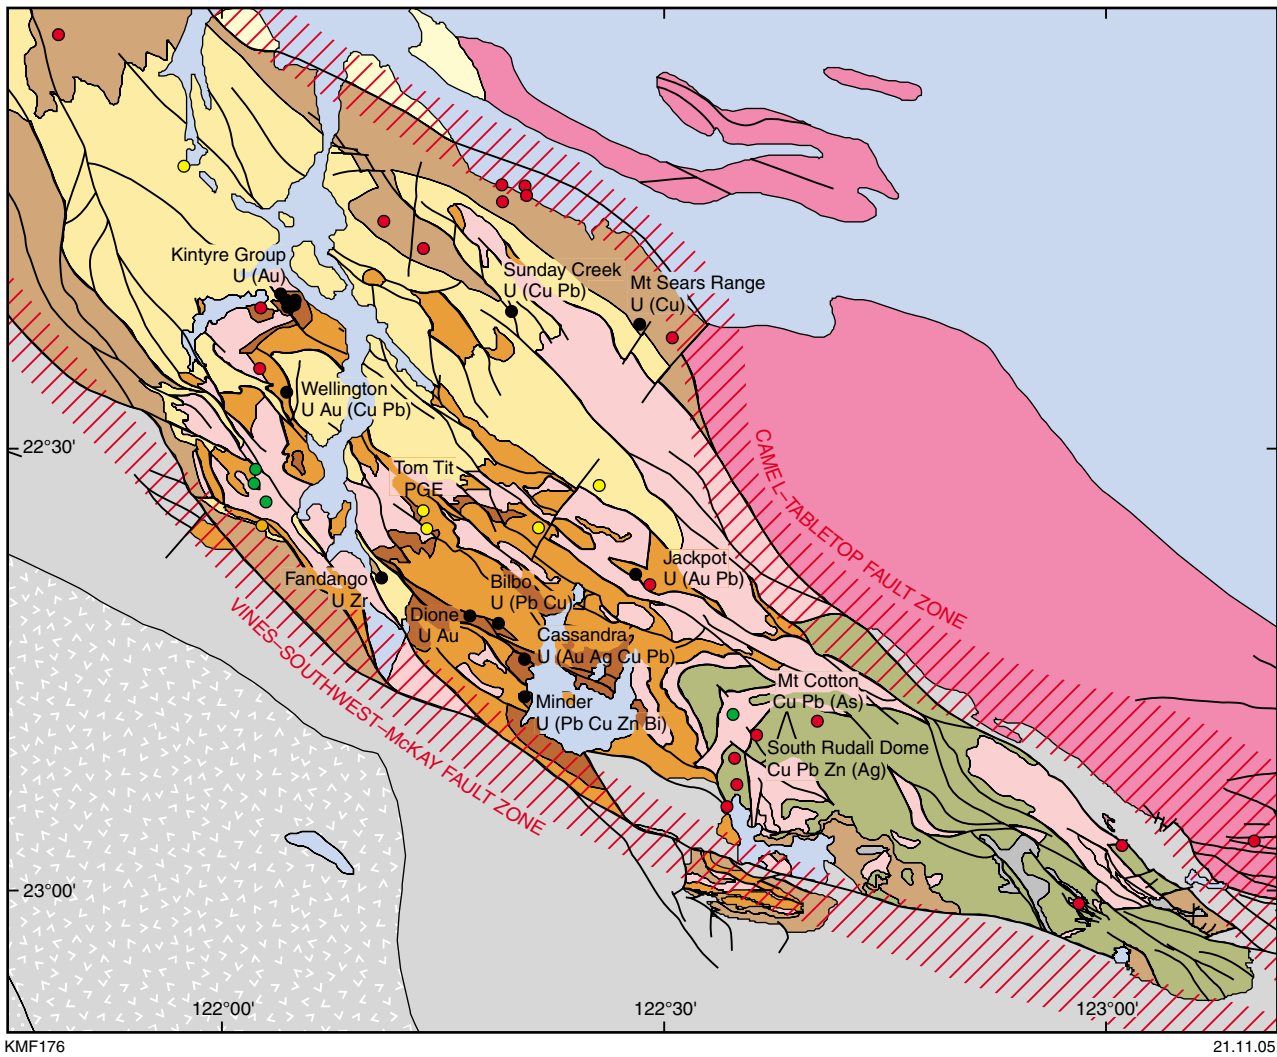 Kintyre Group
U (Au)
Sunday Creek
U (Cu Pb)
Mt Sears Range
U (Cu)
Wellington
U Au (Cu Pb)
22°30'
CAMEL–TABLETOP FAULT ZONE
Tom Tit
PGE
Jackpot
U (Au Pb)
Fandango
U Zr
Bilbo
U (Pb Cu)
Dione
U Au
Cassandra
U (Au Ag Cu Pb)
VINES–SOUTHWEST–McKAY FAULT ZONE
Mt Cotton
Cu Pb (As)
Minder
U (Pb Cu Zn Bi)
South Rudall Dome
Cu Pb Zn (Ag)
23°00'
122°00'
122°30'
123°00'
KMF176
21.11.05